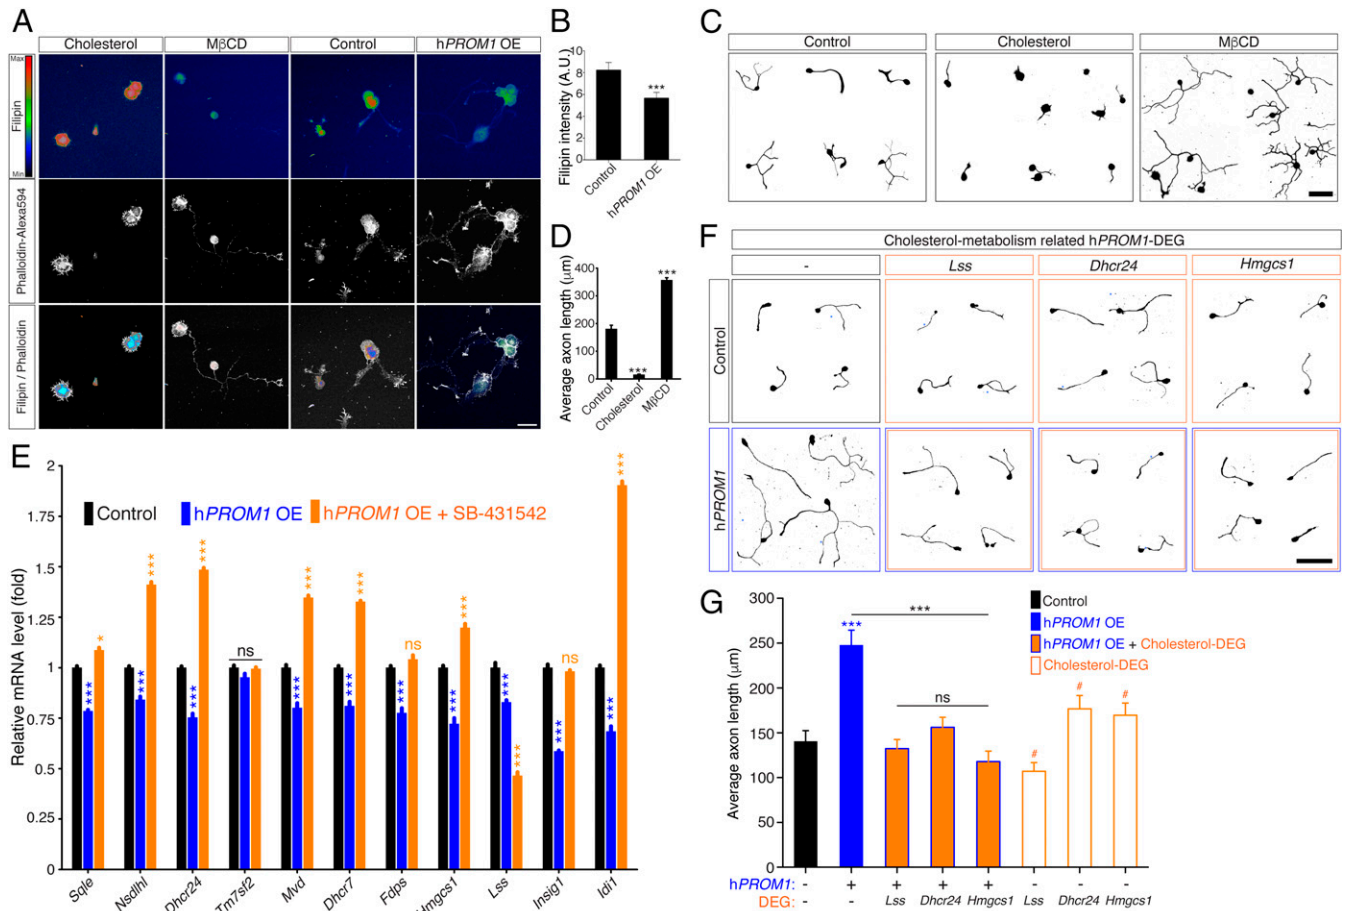 A
Cholesterol
MβCD
Control
hPROM1 OE
Max
Filipin
Min
Phalloidin-Alexa594
Filipin / Phalloidin
B
Filipin intensity (A.U.)
10
8
6
4
2
0
***
Control
hPROM1 OE
C
Control
Cholesterol
MβCD
D
Average axon length (μm)
400
300
200
100
0
***
***
Control
Cholesterol
MβCD
E
Relative mRNA level (fold)
2
1.75
1.5
1.25
1
0.75
0.5
0.25
0
Control
hPROM1 OE
hPROM1 OE + SB-431542
***
*
***
***
***
***
ns
***
***
***
***
***
ns
***
***
***
***
***
ns
***
***
Sqle
Nsdhl
Dhcr24
Tm7sf2
Mvd
Dhcr7
Fdps
Hmgcs1
Lss
Insig1
Idi1
F
Cholesterol-metabolism related hPROM1-DEG
-
Lss
Dhcr24
Hmgcs1
Control
hPROM1
G
Average axon length (μm)
300
250
200
150
100
50
0
Control
hPROM1 OE
hPROM1 OE + Cholesterol-DEG
Cholesterol-DEG
***
***
ns
#
#
#
hPROM1: - + + + + - - -
DEG: - - Lss Dhcr24 Hmgcs1 Lss Dhcr24 Hmgcs1